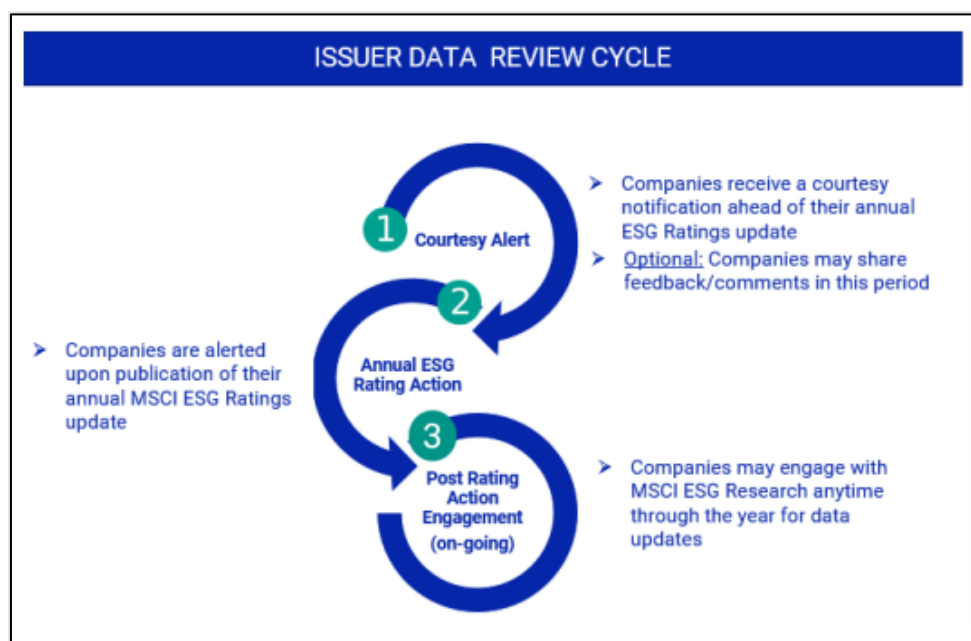 ISSUER DATA REVIEW CYCLE
1
Courtesy Alert
➢ Companies receive a courtesy
notification ahead of their annual
ESG Ratings update
➢ Optional: Companies may share
feedback/comments in this period
2
Annual ESG
Rating Action
➢ Companies are alerted
upon publication of their
annual MSCI ESG Ratings
update
3
Post Rating
Action
Engagement
(on-going)
➢ Companies may engage with
MSCI ESG Research anytime
through the year for data
updates